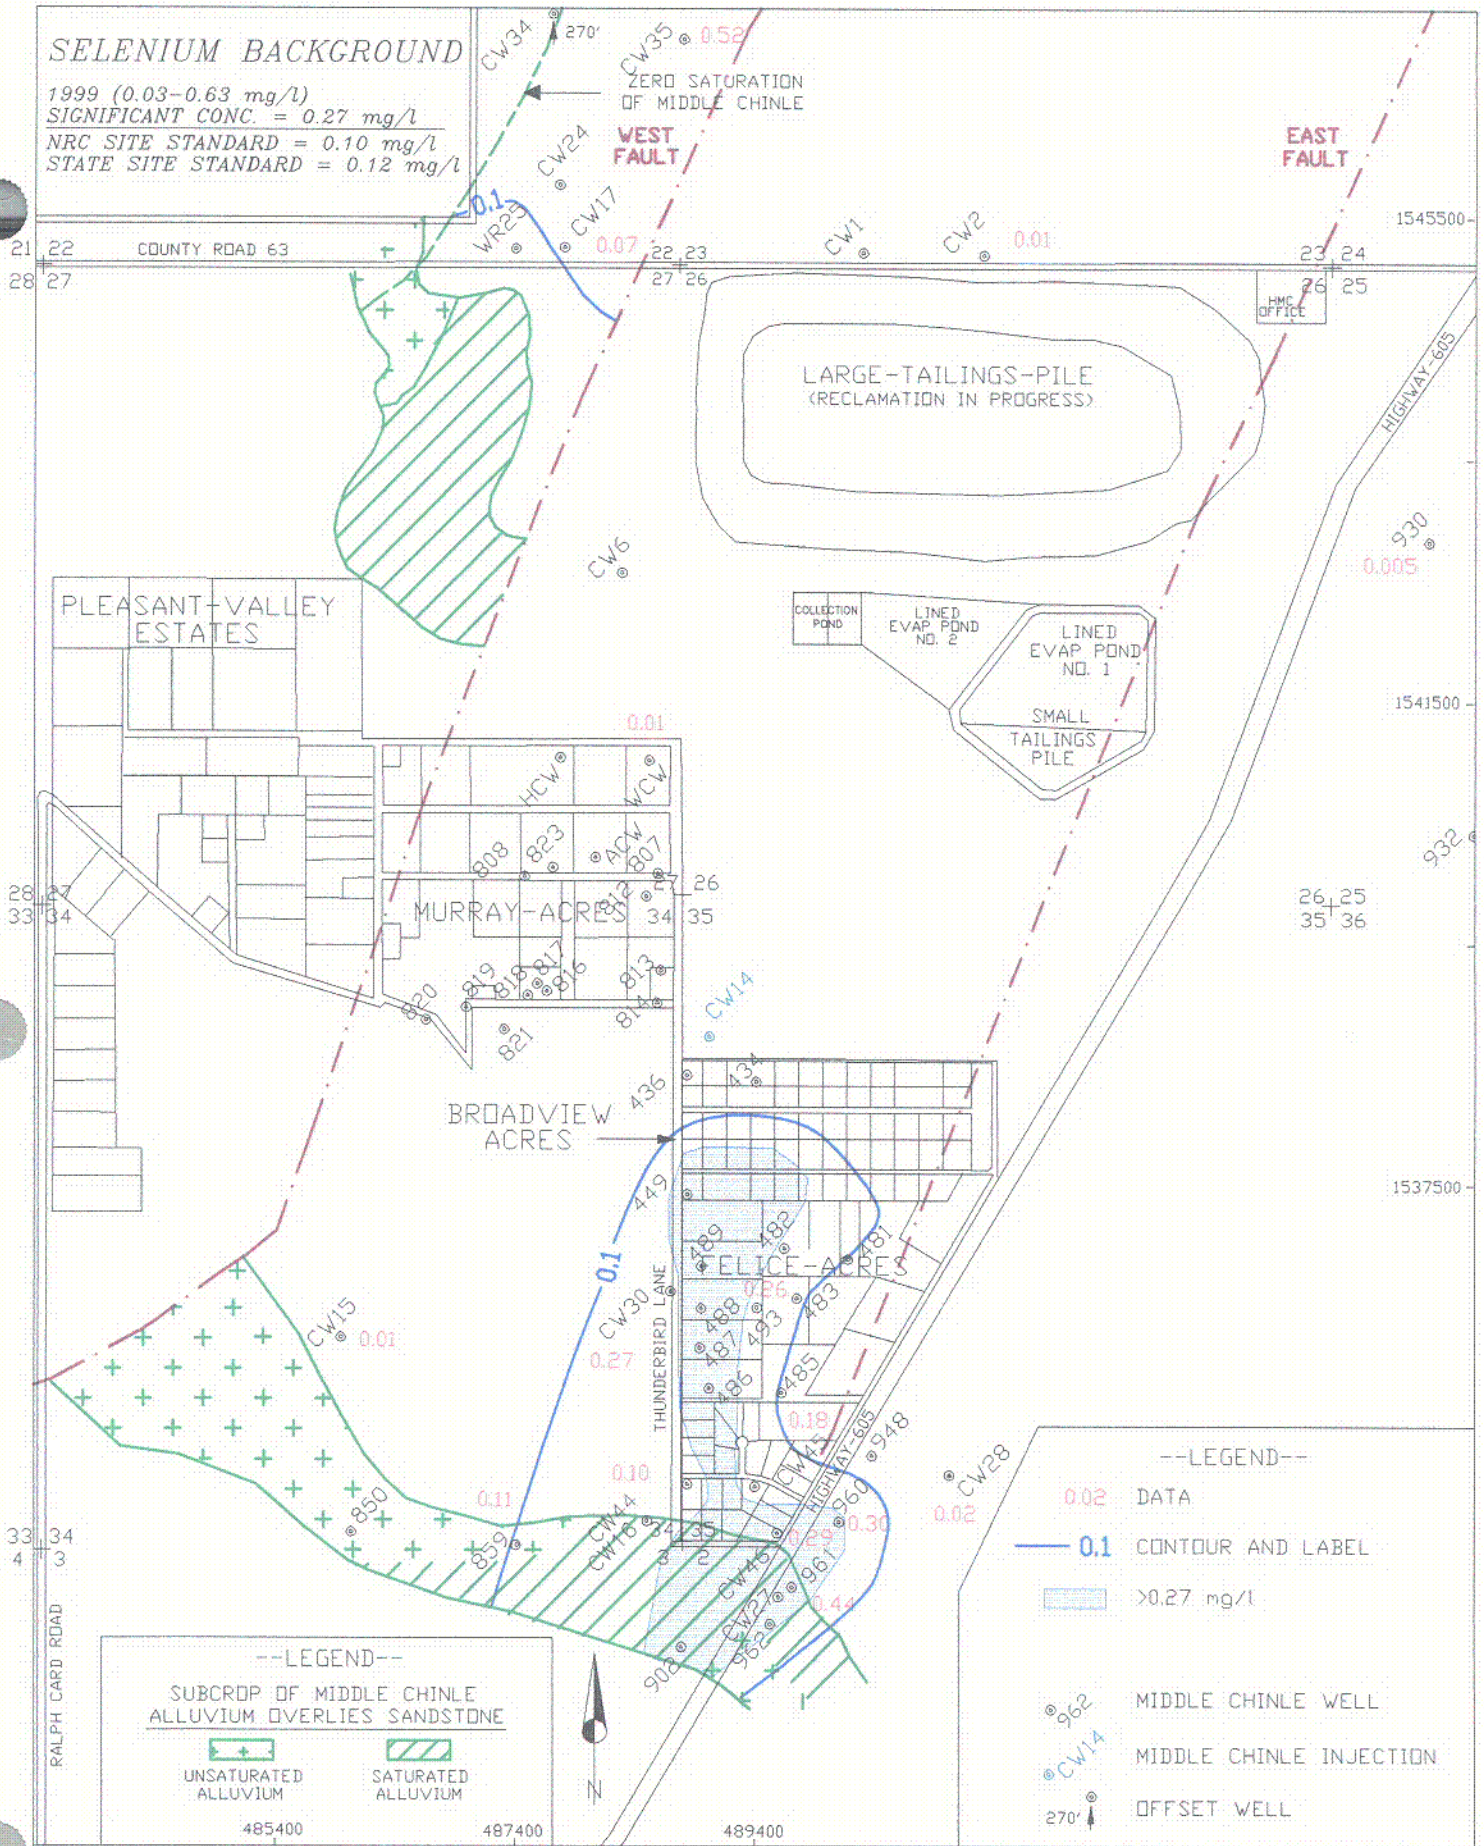 SELENIUM BACKGROUND
1999 (0.03-0.63 mg/l)
SIGNIFICANT CONC. = 0.27 mg/l
NRC SITE STANDARD = 0.10 mg/l
STATE SITE STANDARD = 0.12 mg/l
CW34
270'
CW35
0.52
ZERO SATURATION
OF MIDDLE CHINLE
WEST
FAULT
EAST
FAULT
CW24
0.1
WR25
CW17
0.07
CW1
CW2
0.01
1545500
21 22
28 27
COUNTY ROAD 63
22 23
27 26
23 24
26 25
HMC
OFFICE
HIGHWAY-605
LARGE-TAILINGS-PILE
(RECLAMATION IN PROGRESS)
CW6
930
0.005
PLEASANT-VALLEY
ESTATES
COLLECTION
POND
LINED
EVAP POND
NO. 2
LINED
EVAP POND
NO. 1
SMALL
TAILINGS
PILE
1541500
0.01
HCW
WCW
808
823
ACW
807
812
932
28 27
33 34
27 26
34 35
26 25
35 36
MURRAY-ACRES
820
819
818
817
816
821
813
814
CW14
436
434
BROADVIEW
ACRES
1537500
449
489
482
481
FELICE-ACRES
0.1
THUNDERBIRD LANE
CW30
0.26
488
493
483
CW15
0.01
0.27
487
486
485
0.18
HIGHWAY-605
948
CW45
CW28
0.02
0.10
960
0.30
0.11
850
859
CW44
CW16
34 35
3 2
0.29
CW46
961
33 34
4 3
CW27
0.44
962
902
RALPH CARD ROAD
--LEGEND--
SUBCROP OF MIDDLE CHINLE
ALLUVIUM OVERLIES SANDSTONE
UNSATURATED
ALLUVIUM
SATURATED
ALLUVIUM
N
485400
487400
489400
--LEGEND--
0.02 DATA
0.1 CONTOUR AND LABEL
>0.27 mg/l
962 MIDDLE CHINLE WELL
CW14 MIDDLE CHINLE INJECTION
270' OFFSET WELL